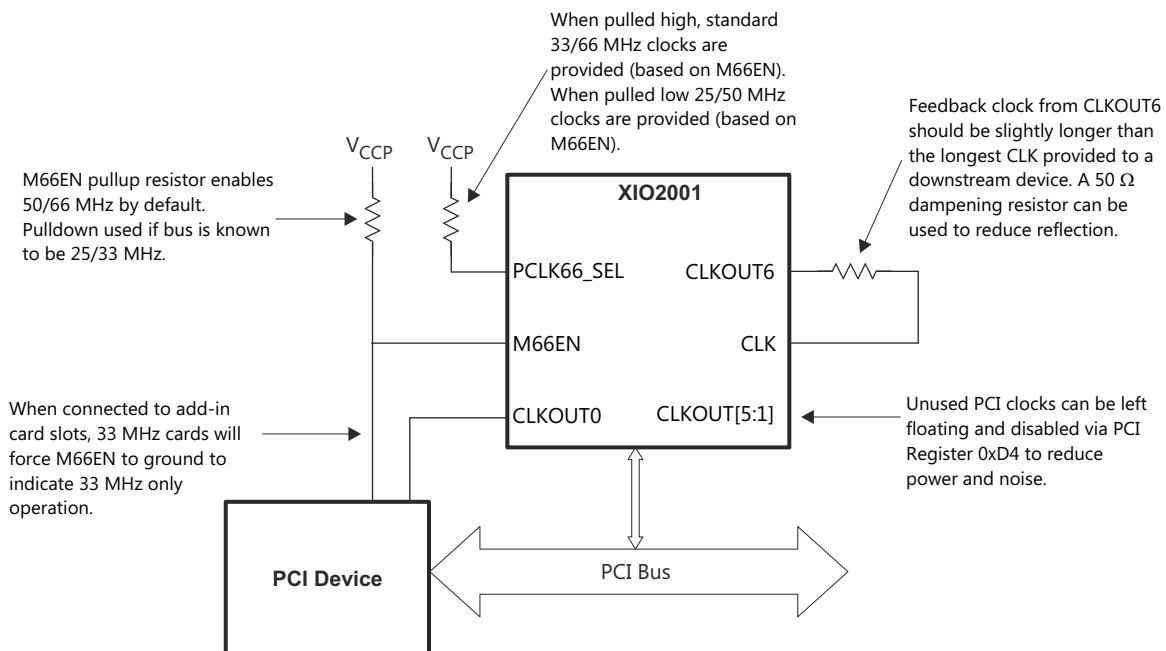 When pulled high, standard
33/66 MHz clocks are
provided (based on M66EN).
When pulled low 25/50 MHz
clocks are provided (based on
M66EN).
Feedback clock from CLKOUT6
should be slightly longer than
the longest CLK provided to a
downstream device. A 50 Ω
dampening resistor can be
used to reduce reflection.
VCCP
VCCP
M66EN pullup resistor enables
50/66 MHz by default.
Pulldown used if bus is known
to be 25/33 MHz.
XIO2001
PCLK66_SEL
CLKOUT6
M66EN
CLK
CLKOUT0
CLKOUT[5:1]
When connected to add-in
card slots, 33 MHz cards will
force M66EN to ground to
indicate 33 MHz only
operation.
Unused PCI clocks can be left
floating and disabled via PCI
Register 0xD4 to reduce
power and noise.
PCI Device
PCI Bus